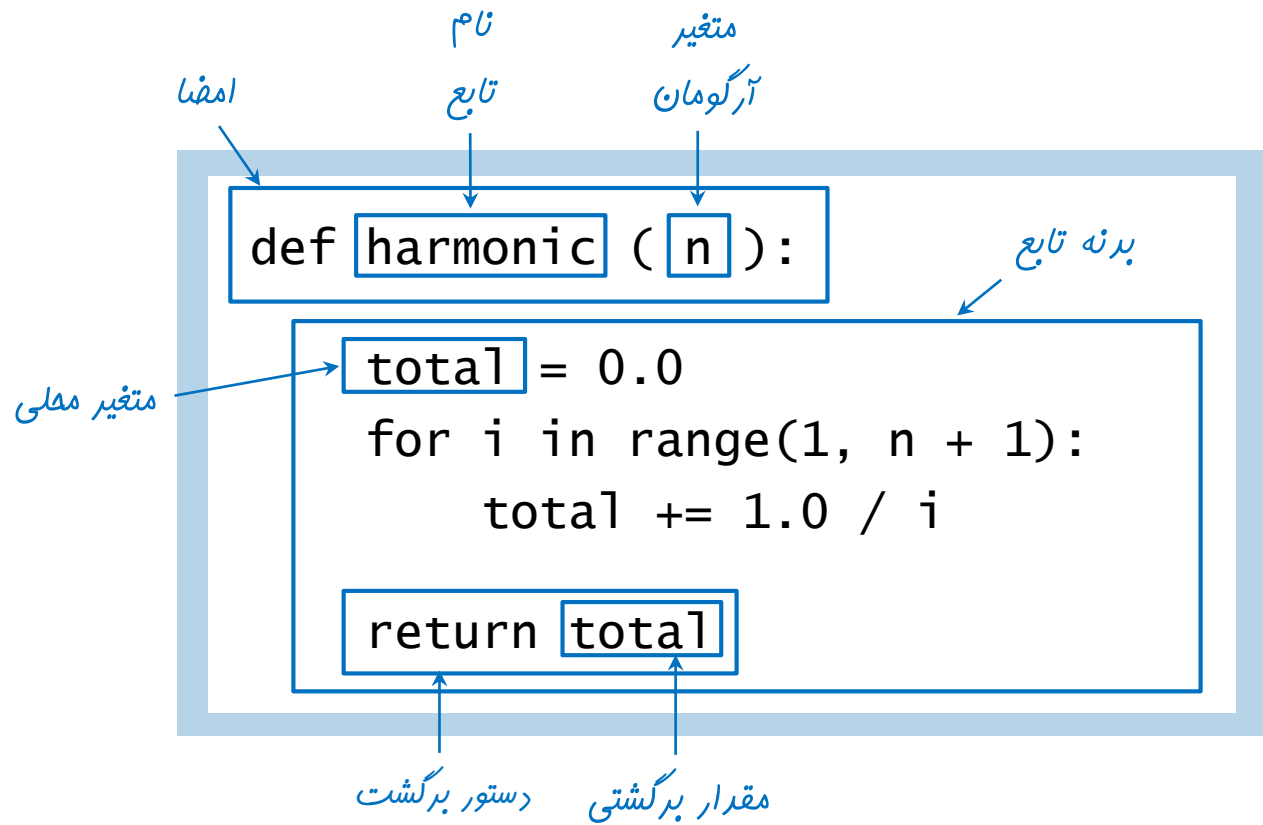 نام
تابع
متغیر
آرگومان
امضا
def harmonic ( n ):
بدنه تابع
total = 0.0
متغیر محلی
for i in range(1, n + 1):
total += 1.0 / i
return total
دستور برگشت
مقدار برگشتی